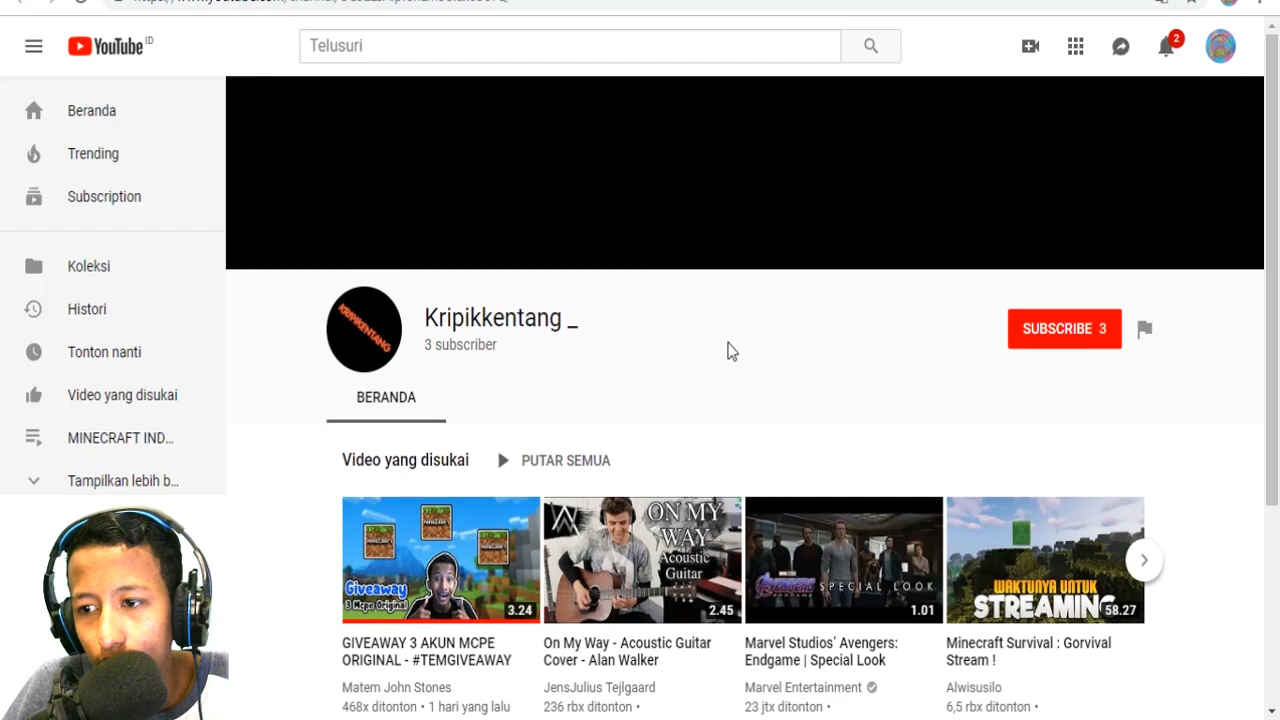 YouTube ID
Telusuri
2
Beranda
Trending
Subscription
Koleksi
Histori
Tonton nanti
Video yang disukai
MINECRAFT IND...
Tampilkan lebih b...
KRIPIKENTANG
Kripikkentang _
3 subscriber
SUBSCRIBE 3
BERANDA
Video yang disukai
PUTAR SEMUA
Giveaway
3 Mcpe Original
3.24
ON MY WAY
Acoustic Guitar
2.45
AVENGERS SPECIAL LOOK
1.01
WAKTUNYA UNTUK
STREAMING
58.27
GIVEAWAY 3 AKUN MCPE
ORIGINAL - #TEMGIVEAWAY
Matem John Stones
468x ditonton • 1 hari yang lalu
On My Way - Acoustic Guitar
Cover - Alan Walker
JensJulius Tejlgaard
236 rbx ditonton •
Marvel Studios' Avengers:
Endgame | Special Look
Marvel Entertainment
23 jtx ditonton •
Minecraft Survival : Gorvival
Stream !
Alwisusilo
6,5 rbx ditonton •